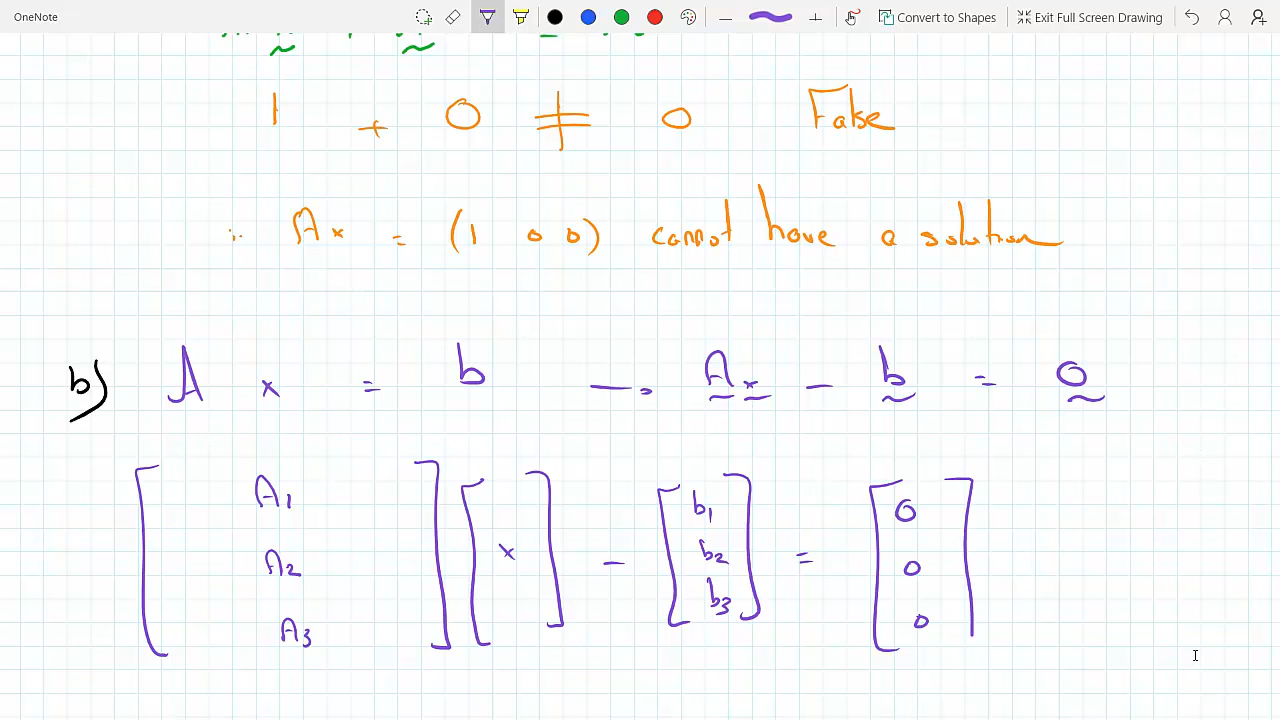 OneNote
Convert to Shapes
Exit Full Screen Drawing
1 + 0 ≠ 0 False
∴ Ax = (1 0 0) cannot have a solution
b) A x = b → Ax - b = 0
[A1 A2 A3] [x] - [b1 b2 b3] = [0 0 0]